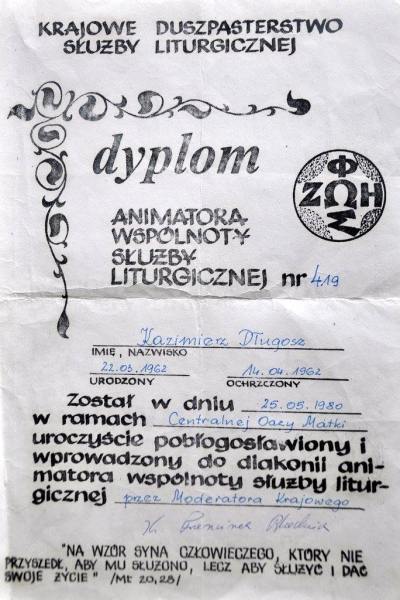 KRAJOWE DUSZPASTERSTWO
SŁUŻBY LITURGICZNEJ
dyplom
ΦΩΣ
ΖΩΗ
ANIMATORA
WSPÓLNOTY
SŁUŻBY
LITURGICZNEJ nr 419
Kazimierz Długosz
IMIĘ, NAZWISKO
22.03.1962 14.04.1962
URODZONY OCHRZCZONY
Został w dniu 25.05.1980
w ramach Centralnej Oazy Matki
uroczyście pobłogosławiony i
wprowadzony do diakonii ani-
matora wspólnoty służby litur-
gicznej przez Moderatora Krajowego
"NA WZÓR SYNA CZŁOWIECZEGO, KTÓRY NIE
PRZYSZEDŁ, ABY MU SŁUŻONO, LECZ ABY SŁUŻYĆ I DAĆ
SWOJE ŻYCIE" /Mt 20,28/